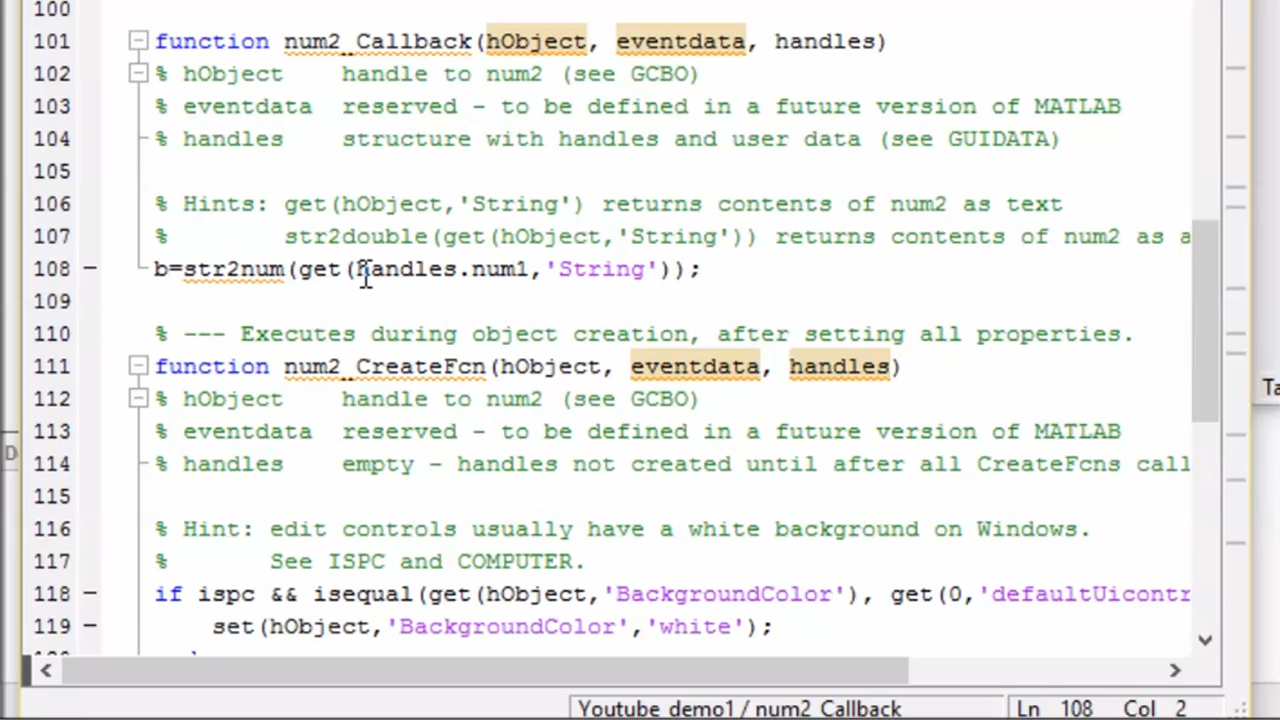 100
101 function num2_Callback(hObject, eventdata, handles)
102 % hObject    handle to num2 (see GCBO)
103 % eventdata  reserved - to be defined in a future version of MATLAB
104 % handles    structure with handles and user data (see GUIDATA)
105
106 % Hints: get(hObject,'String') returns contents of num2 as text
107 %        str2double(get(hObject,'String')) returns contents of num2 as a
108 b=str2num(get(handles.num1,'String'));
109
110 % --- Executes during object creation, after setting all properties.
111 function num2_CreateFcn(hObject, eventdata, handles)
112 % hObject    handle to num2 (see GCBO)
113 % eventdata  reserved - to be defined in a future version of MATLAB
114 % handles    empty - handles not created until after all CreateFcns call
115
116 % Hint: edit controls usually have a white background on Windows.
117 %       See ISPC and COMPUTER.
118 if ispc && isequal(get(hObject,'BackgroundColor'), get(0,'defaultUicontr
119 set(hObject,'BackgroundColor','white');
Youtube_demo1 / num2_Callback Ln 108 Col 2